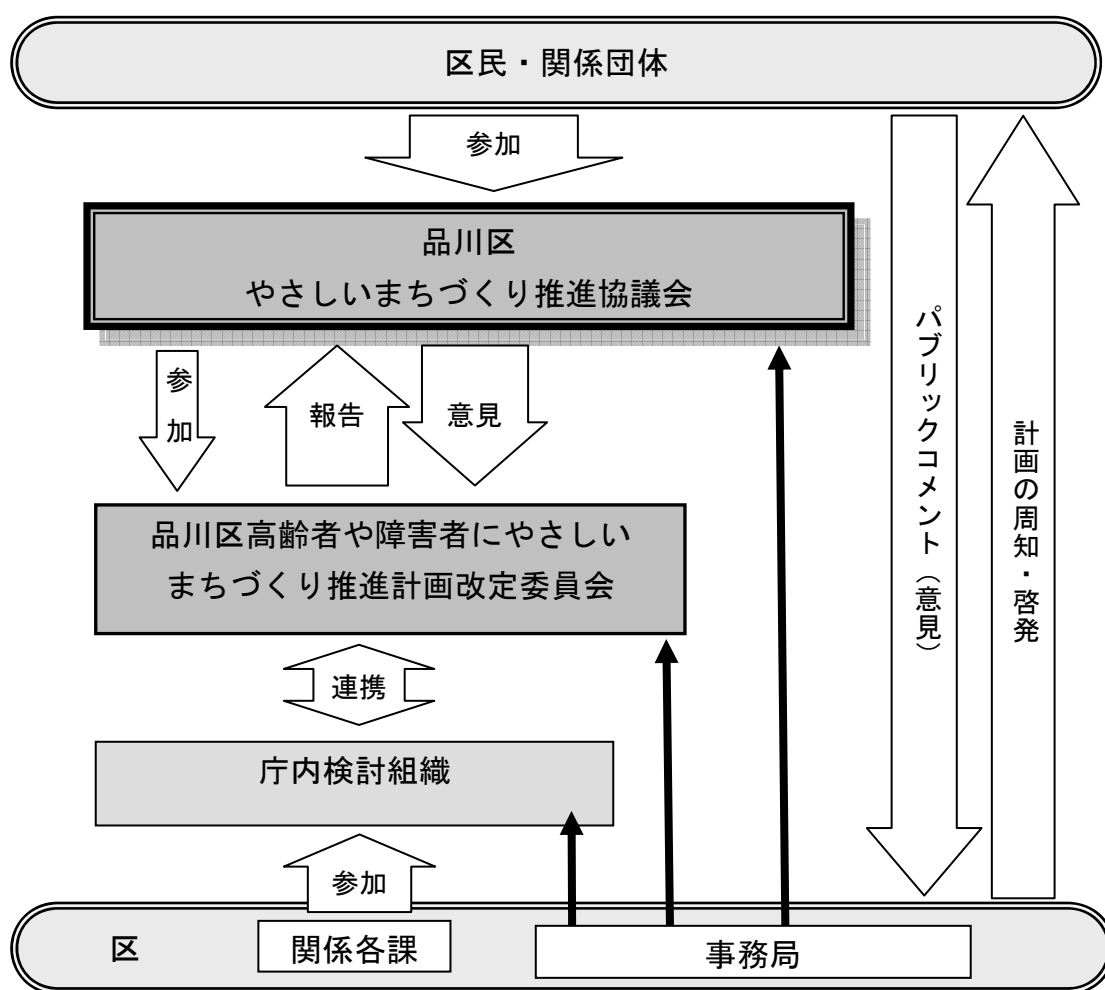 区民・関係団体
参加
品川区
やさしいまちづくり推進協議会
参加
報告
意見
パブリックコメント（意見）
計画の周知・啓発
品川区高齢者や障害者にやさしい
まちづくり推進計画改定委員会
連携
庁内検討組織
参加
区
関係各課
事務局